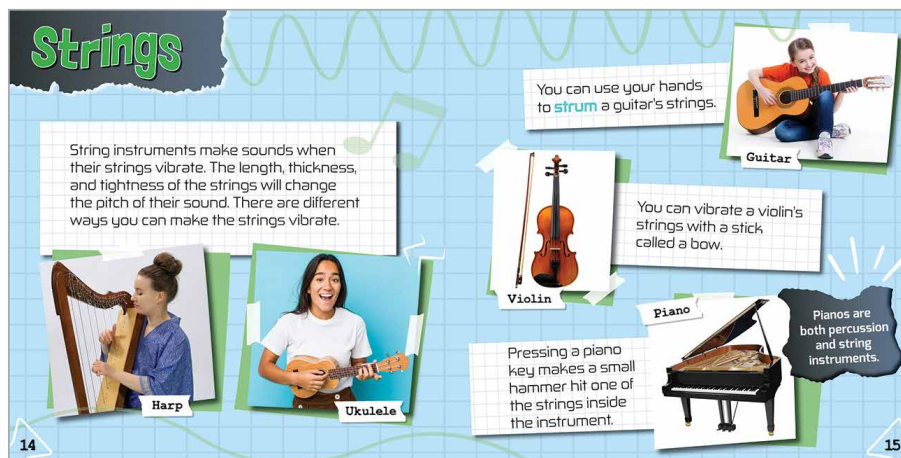 Strings
String instruments make sounds when
their strings vibrate. The length, thickness,
and tightness of the strings will change
the pitch of their sound. There are different
ways you can make the strings vibrate.
Harp
Ukulele
14
You can use your hands
to strum a guitar's strings.
Guitar
Violin
You can vibrate a violin's
strings with a stick
called a bow.
Piano
Pressing a piano
key makes a small
hammer hit one of
the strings inside
the instrument.
Pianos are
both percussion
and string
instruments.
15